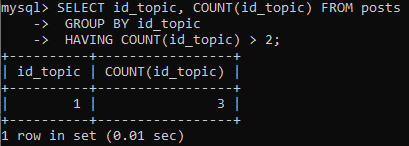 mysql> SELECT id_topic, COUNT(id_topic) FROM posts
    -> GROUP BY id_topic
    -> HAVING COUNT(id_topic) > 2;
+----------+-----------------+
| id_topic | COUNT(id_topic) |
+----------+-----------------+
|        1 |               3 |
+----------+-----------------+
1 row in set (0.01 sec)